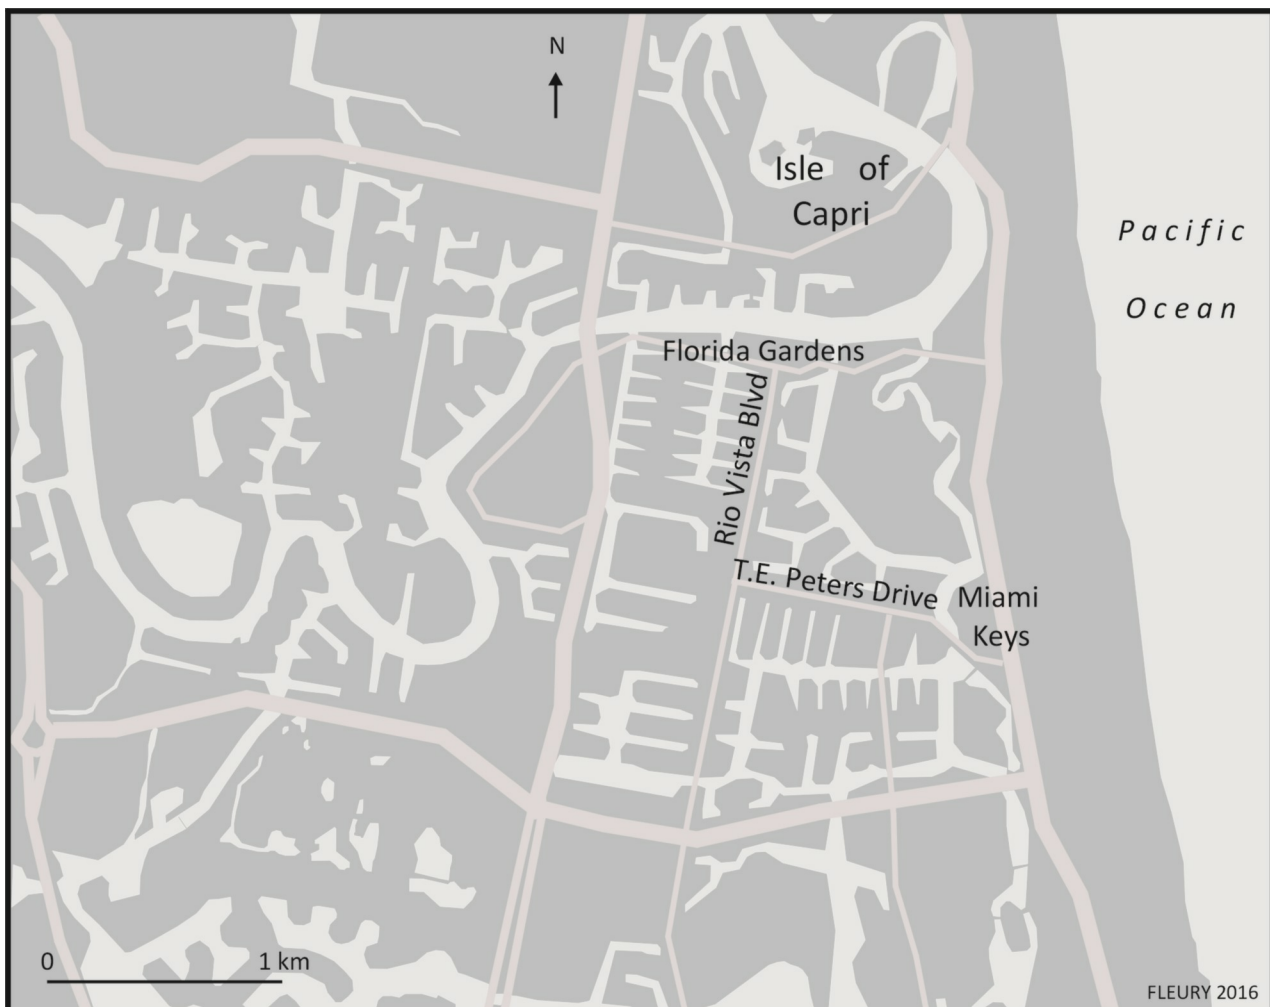 N
Isle of
Capri
Pacific
Ocean
Florida Gardens
Rio Vista Blvd
T.E. Peters Drive
Miami
Keys
0
1 km
FLEURY 2016